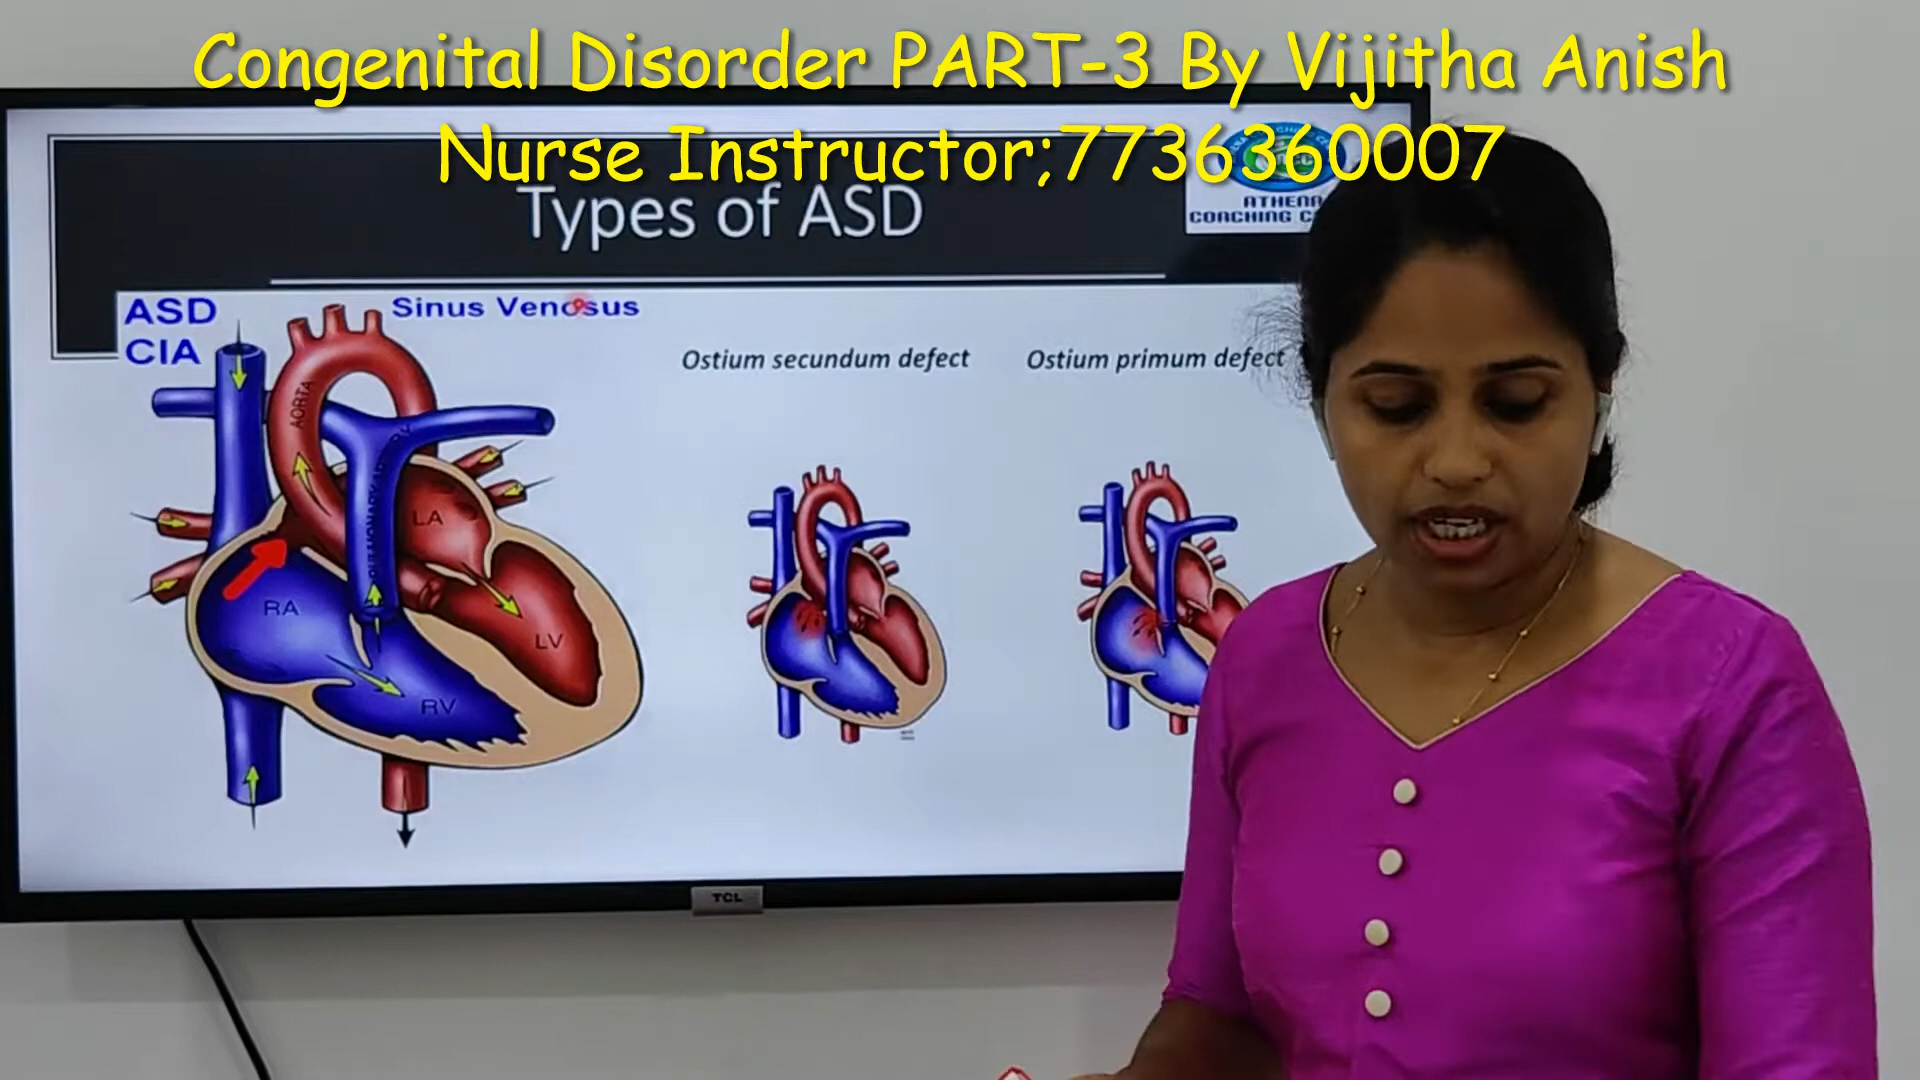 Congenital Disorder PART-3 By Vijitha Anish
Nurse Instructor;7736360007
Types of ASD
ATHENA
COACHING
ASD
CIA
Sinus Venosus
Ostium secundum defect
Ostium primum defect
AORTA
LA
RA
LV
RV
TCL